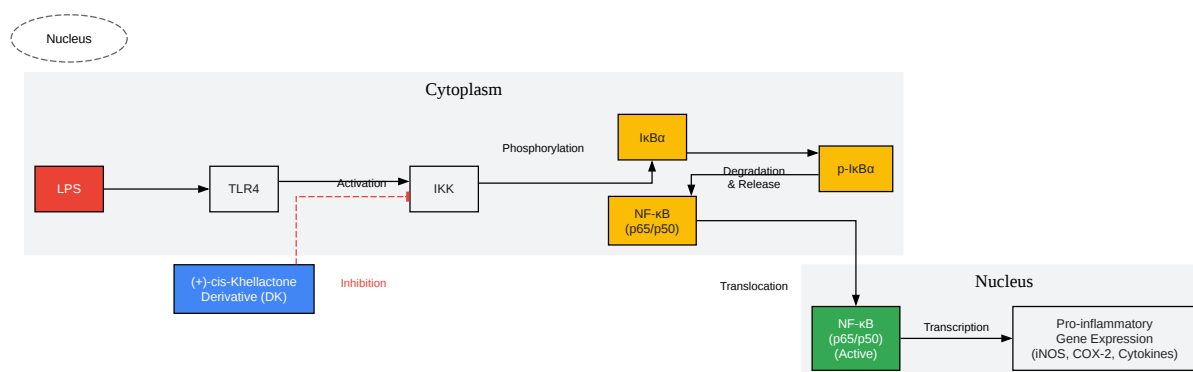 Nucleus
Cytoplasm
LPS
TLR4
Activation
IKK
Phosphorylation
IκBα
p-IκBα
Degradation
& Release
NF-κB
(p65/p50)
(+)-cis-Khellactone
Derivative (DK)
Inhibition
Translocation
Nucleus
NF-κB
(p65/p50)
(Active)
Transcription
Pro-inflammatory
Gene Expression
(iNOS, COX-2, Cytokines)